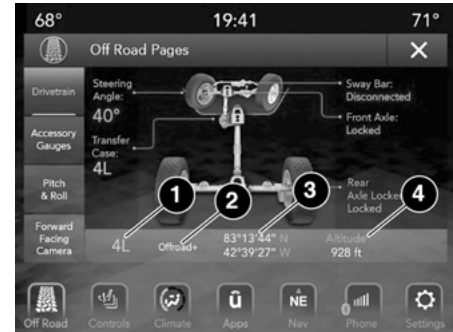 68°
19:41
71°
Off Road Pages
X
Drivetrain
Accessory
Gauges
Pitch
& Roll
Forward
Facing
Camera
Steering
Angle:
40°
Transfer
Case:
4L
Sway Bar:
Disconnected
Front Axle:
Locked
Rear
Axle Locker
Locked
1
2
3
4
4L
Offroad+
83°13'44" N
42°39'27" W
Altitude
928 ft
Off Road
Controls
Climate
û
Apps
NE
Nav
Phone
Settings